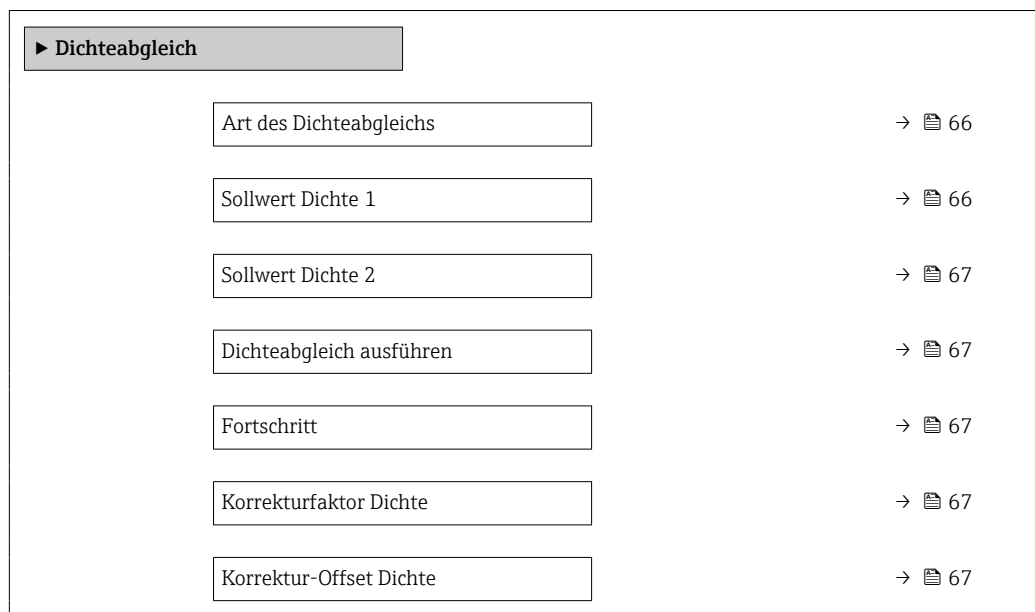 ▶ Dichteabgleich
Art des Dichteabgleichs → 66
Sollwert Dichte 1 → 66
Sollwert Dichte 2 → 67
Dichteabgleich ausführen → 67
Fortschritt → 67
Korrekturfaktor Dichte → 67
Korrektur-Offset Dichte → 67